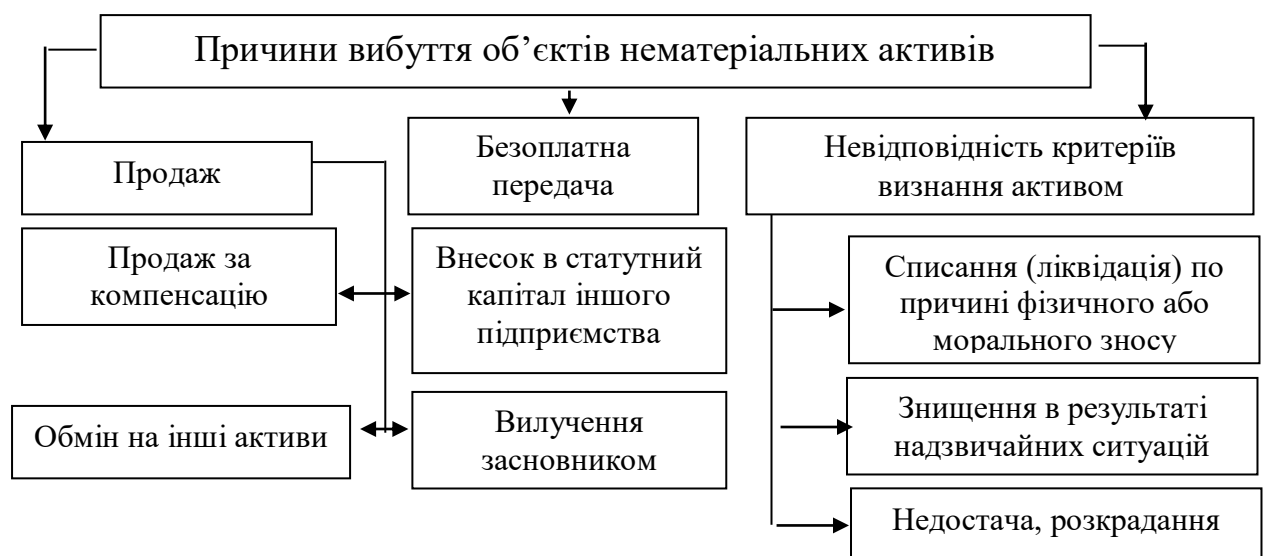 Причини вибуття об’єктів нематеріальних активів
Продаж
Безоплатна
передача
Невідповідність критеріїв
визнання активом
Продаж за
компенсацію
Внесок в статутний
капітал іншого
підприємства
Списання (ліквідація) по
причині фізичного або
морального зносу
Обмін на інші активи
Вилучення
засновником
Знищення в результаті
надзвичайних ситуацій
Недостача, розкрадання